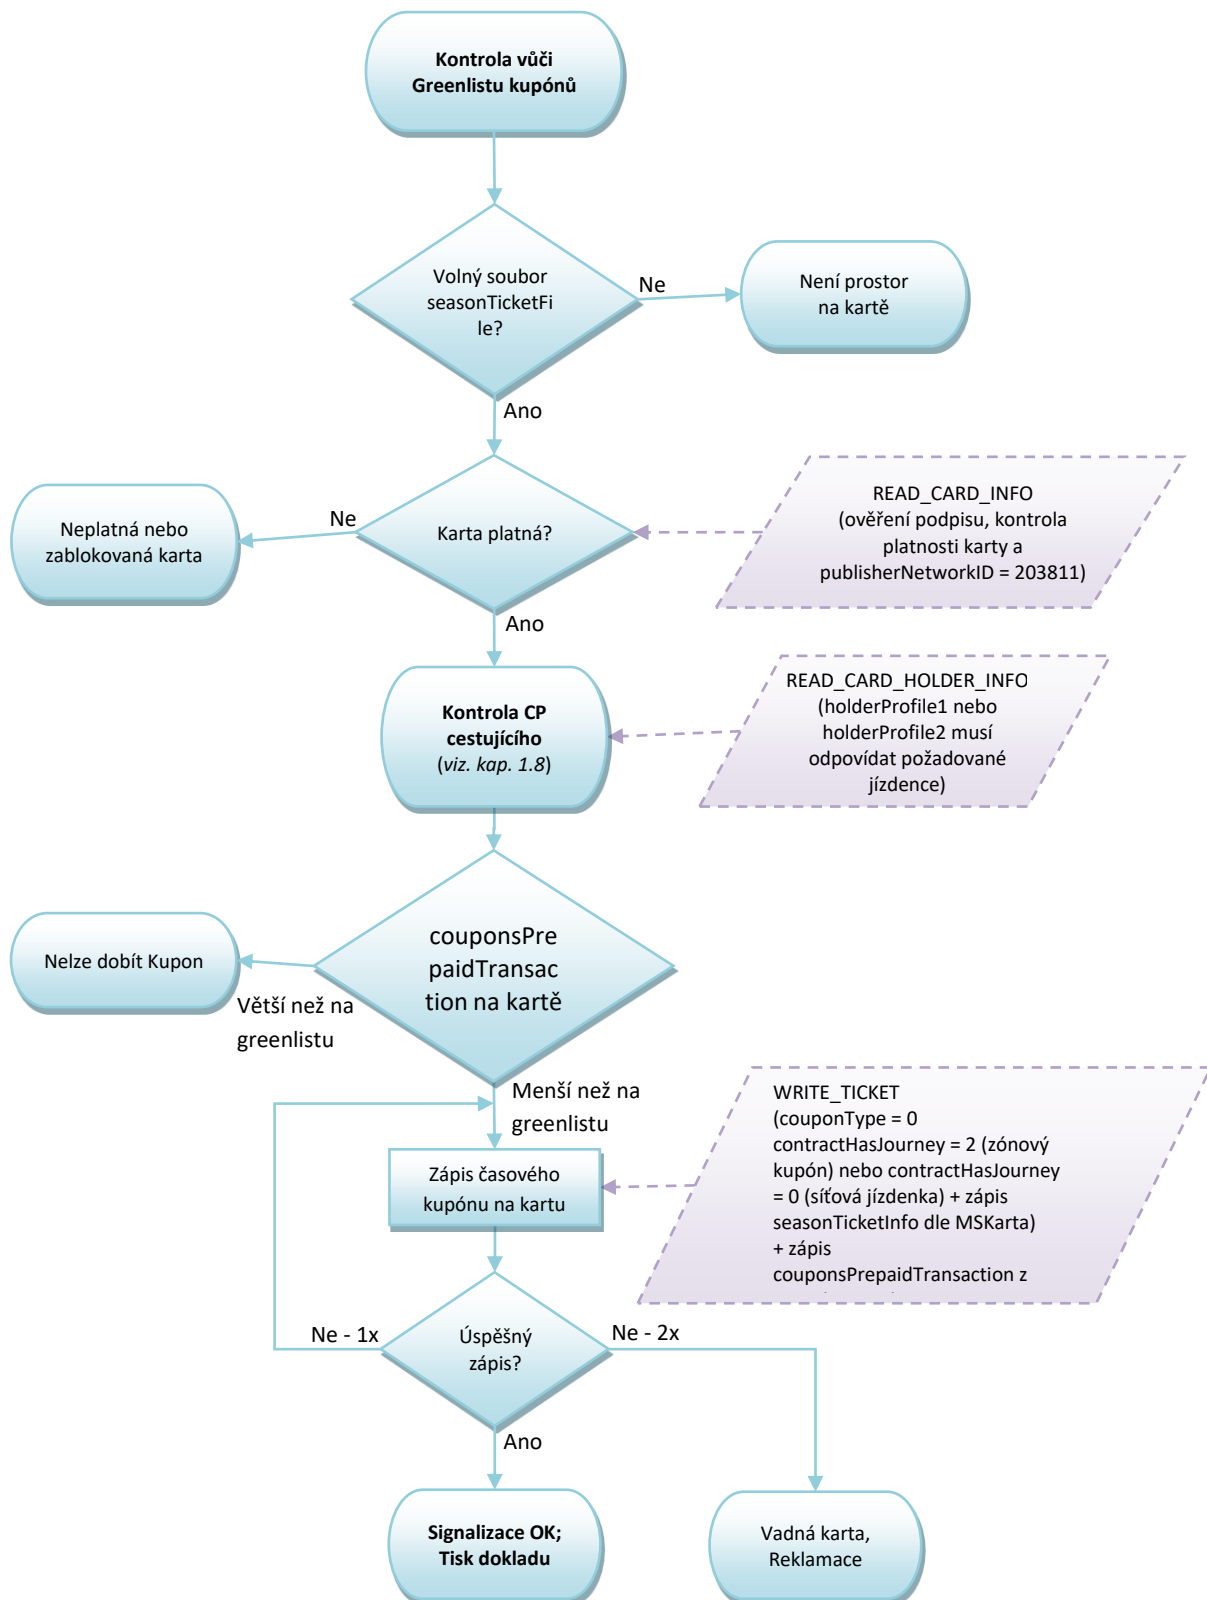 Kontrola vůči
Greenlistu kupónů
Volný soubor
seasonTicketFi
le?
Ne
Není prostor
na kartě
Ano
Karta platná?
Ne
Neplatná nebo
zablokovaná karta
READ_CARD_INFO
(ověření podpisu, kontrola
platnosti karty a
publisherNetworkID = 203811)
Ano
Kontrola CP
cestujícího
(viz. kap. 1.8)
READ_CARD_HOLDER_INFO
(holderProfile1 nebo
holderProfile2 musí
odpovídat požadované
jízdence)
couponsPre
paidTransac
tion na kartě
Nelze dobít Kupon
Větší než na
greenlistu
Menší než na
greenlistu
Zápis časového
kupónu na kartu
WRITE_TICKET
(couponType = 0
contractHasJourney = 2 (zónový
kupón) nebo contractHasJourney
= 0 (síťová jízdenka) + zápis
seasonTicketInfo dle MSKarta)
+ zápis
couponsPrepaidTransaction z
Ne - 1x
Úspěšný
zápis?
Ne - 2x
Ano
Signalizace OK;
Tisk dokladu
Vadná karta,
Reklamace